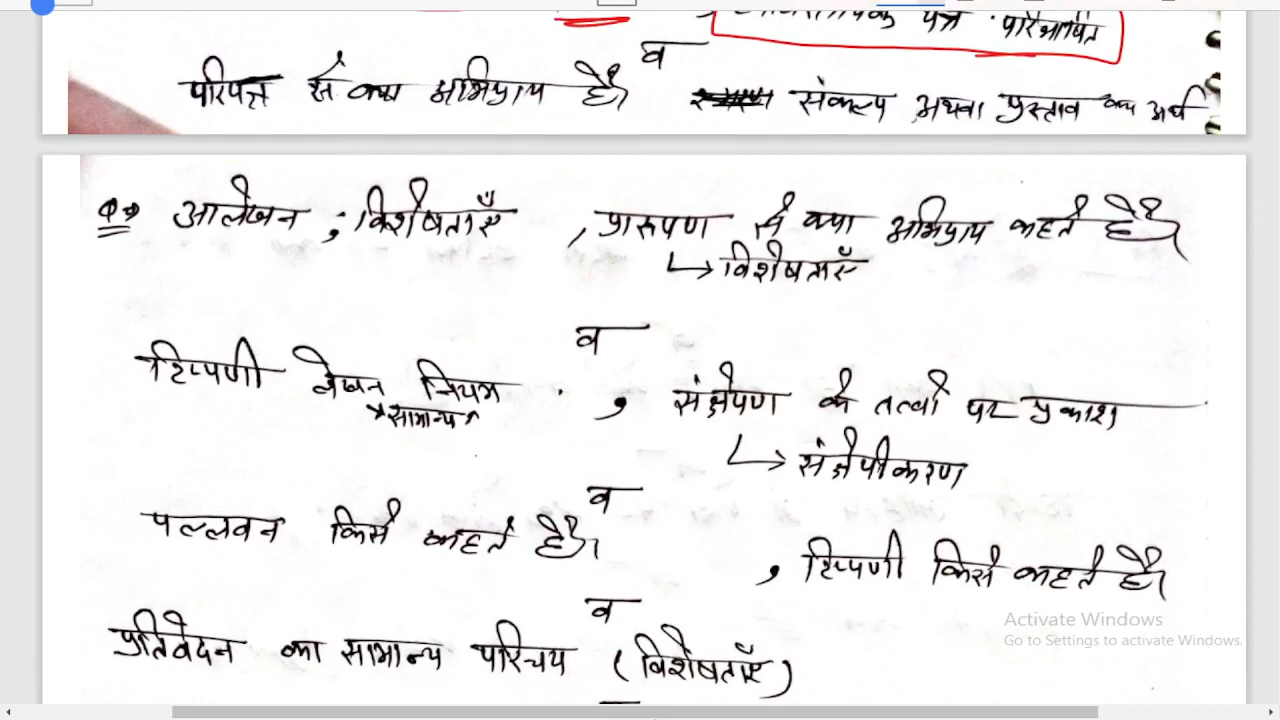 पत्र परिभाषित
व
परिपत्र से क्या अभिप्राय है।
संकल्प अथवा प्रस्ताव का अर्थ
Q⇒ आलेखन ; विशेषताएँ , प्रारूपण से क्या अभिप्राय कहते है।
↳ विशेषताएँ
व
टिप्पणी लेखन नियम , संक्षेपण के तत्वों पर प्रकाश
सामान्य
↳ संक्षेपीकरण
व
पल्लवन किसे कहते है।
, टिप्पणी किसे कहते है।
व
प्रतिवेदन का सामान्य परिचय (विशेषताएँ)
Activate Windows
Go to Settings to activate Windows.